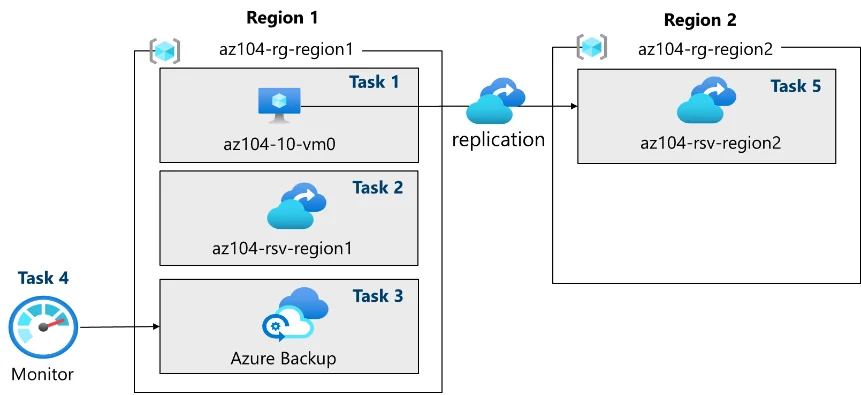 Region 1
Region 2
az104-rg-region1
az104-rg-region2
Task 1
az104-10-vm0
replication
Task 5
az104-rsv-region2
Task 2
az104-rsv-region1
Task 4
Monitor
Task 3
Azure Backup